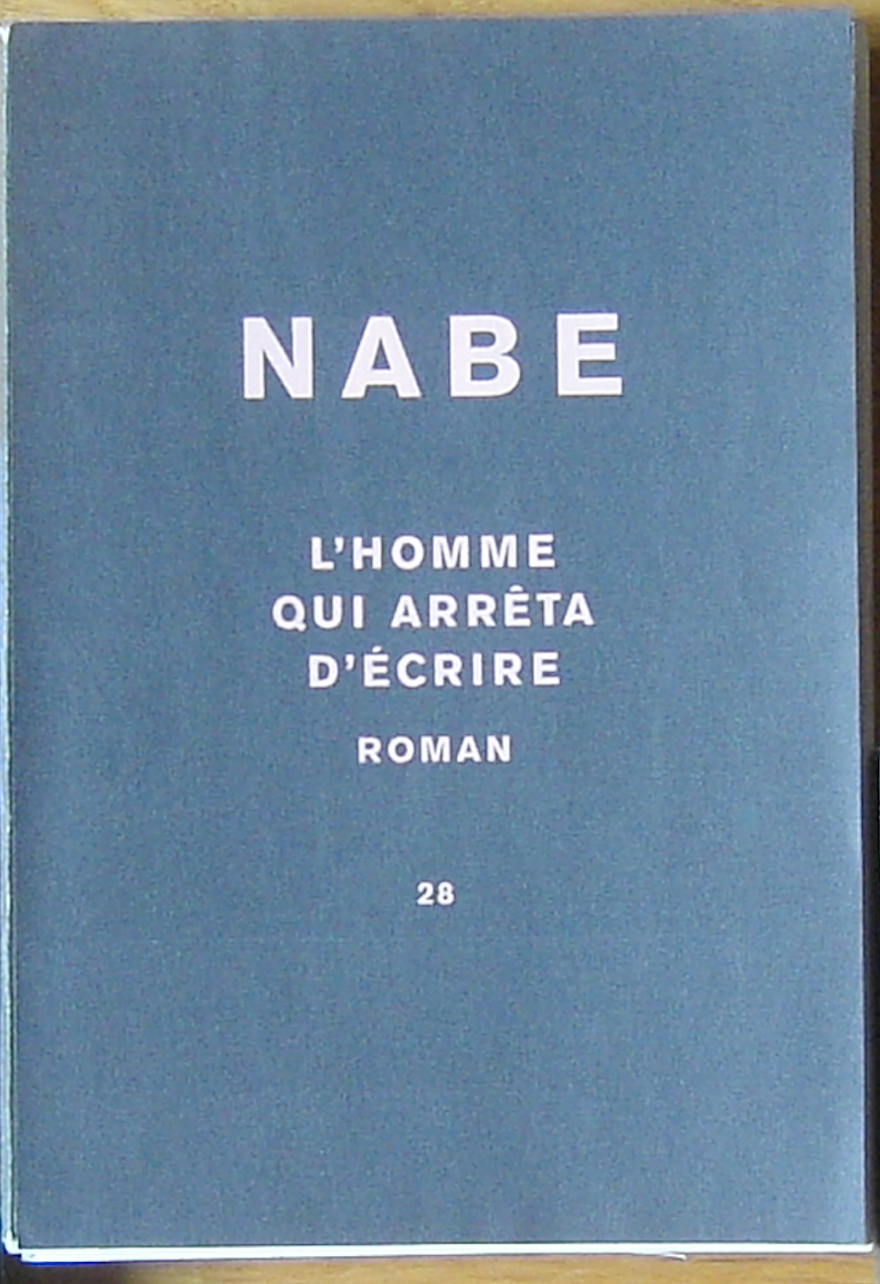 NABE
L’HOMME
QUI ARRÊTA
D’ÉCRIRE
ROMAN
28